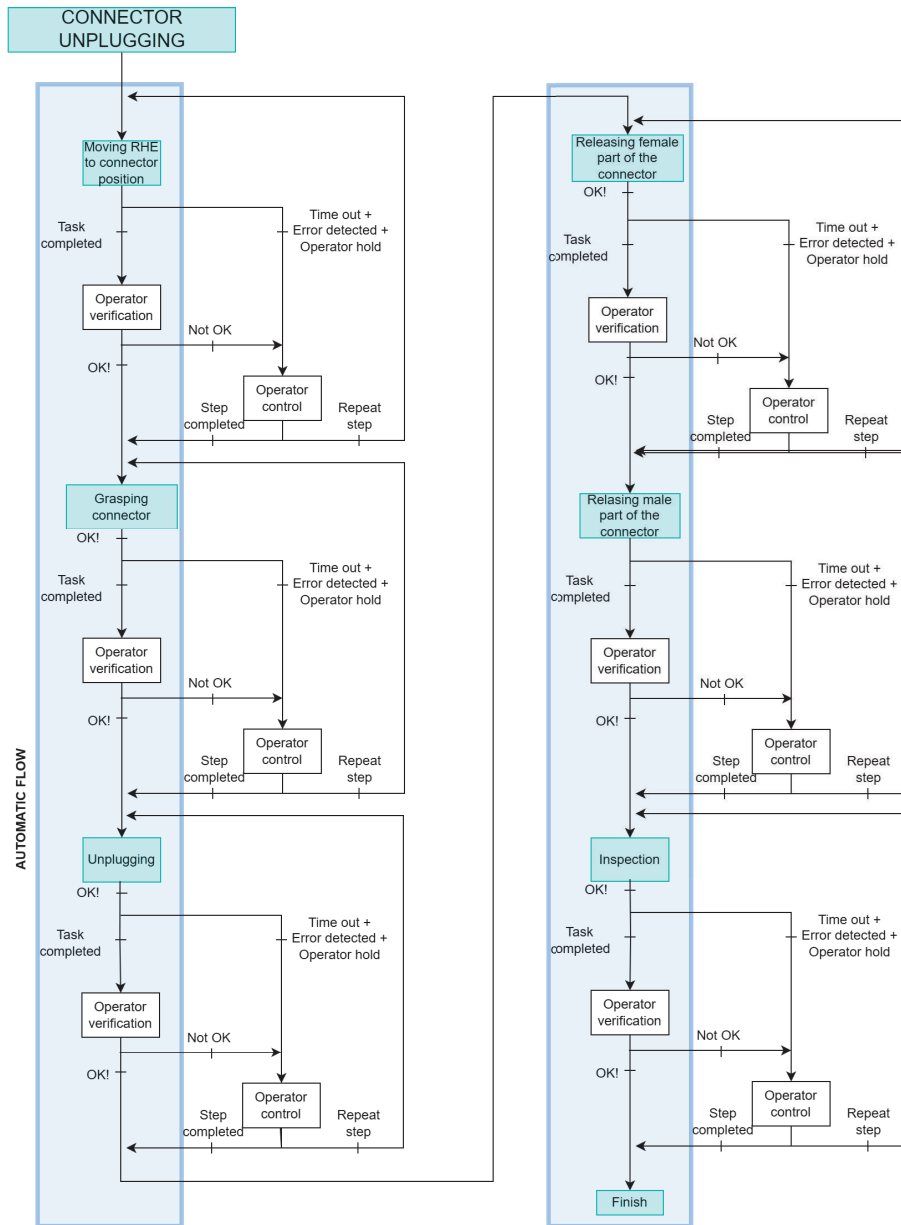 CONNECTOR
UNPLUGGING
AUTOMATIC FLOW
Moving RHE
to connector
position
Task
completed
Time out +
Error detected +
Operator hold
Operator
verification
Not OK
OK!
Operator
control
Step
completed
Repeat
step
Grasping
connector
OK!
Task
completed
Time out +
Error detected +
Operator hold
Operator
verification
Not OK
OK!
Operator
control
Step
completed
Repeat
step
Unplugging
OK!
Task
completed
Time out +
Error detected +
Operator hold
Operator
verification
Not OK
OK!
Operator
control
Step
completed
Repeat
step
Releasing female
part of the
connector
OK!
Task
completed
Time out +
Error detected +
Operator hold
Operator
verification
Not OK
OK!
Operator
control
Step
completed
Repeat
step
Relasing male
part of the
connector
Task
completed
Time out +
Error detected +
Operator hold
Operator
verification
Not OK
OK!
Operator
control
Step
completed
Repeat
step
Inspection
OK!
Task
completed
Time out +
Error detected +
Operator hold
Operator
verification
Not OK
OK!
Operator
control
Step
completed
Repeat
step
Finish